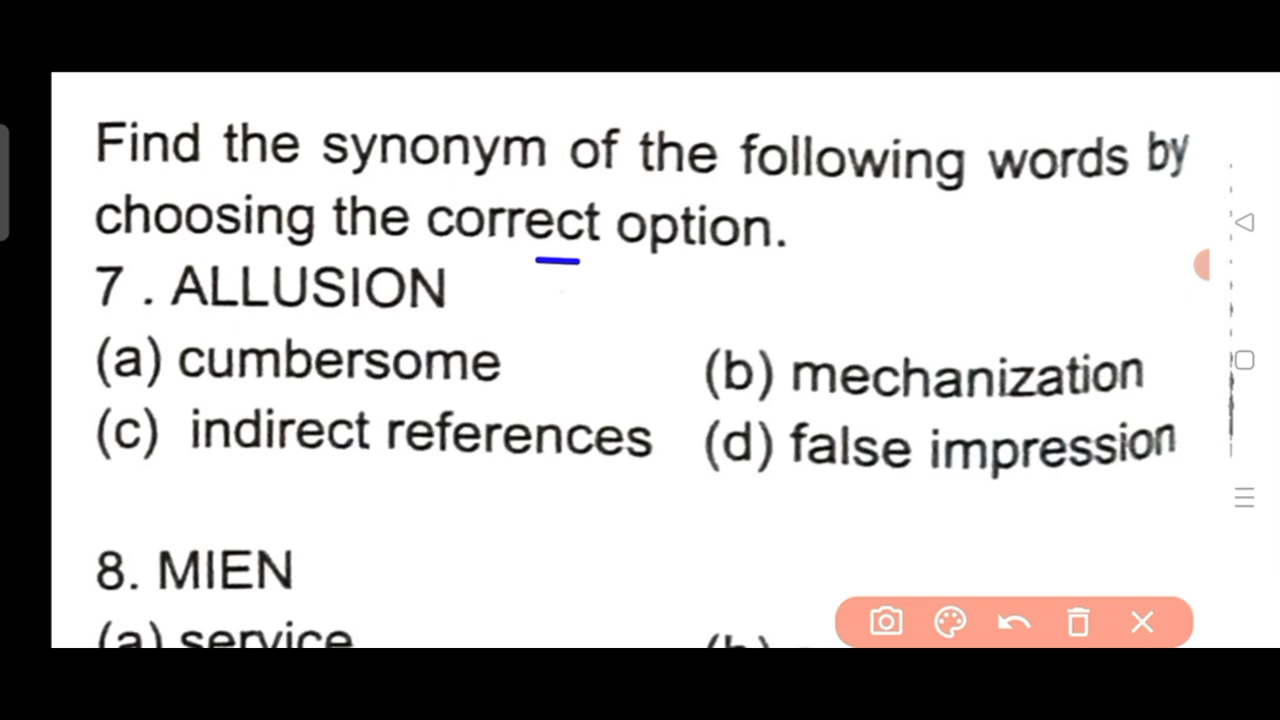 Find the synonym of the following words by
choosing the correct option.
7 . ALLUSION
(a) cumbersome (b) mechanization
(c) indirect references (d) false impression
8. MIEN
(a) service (b)